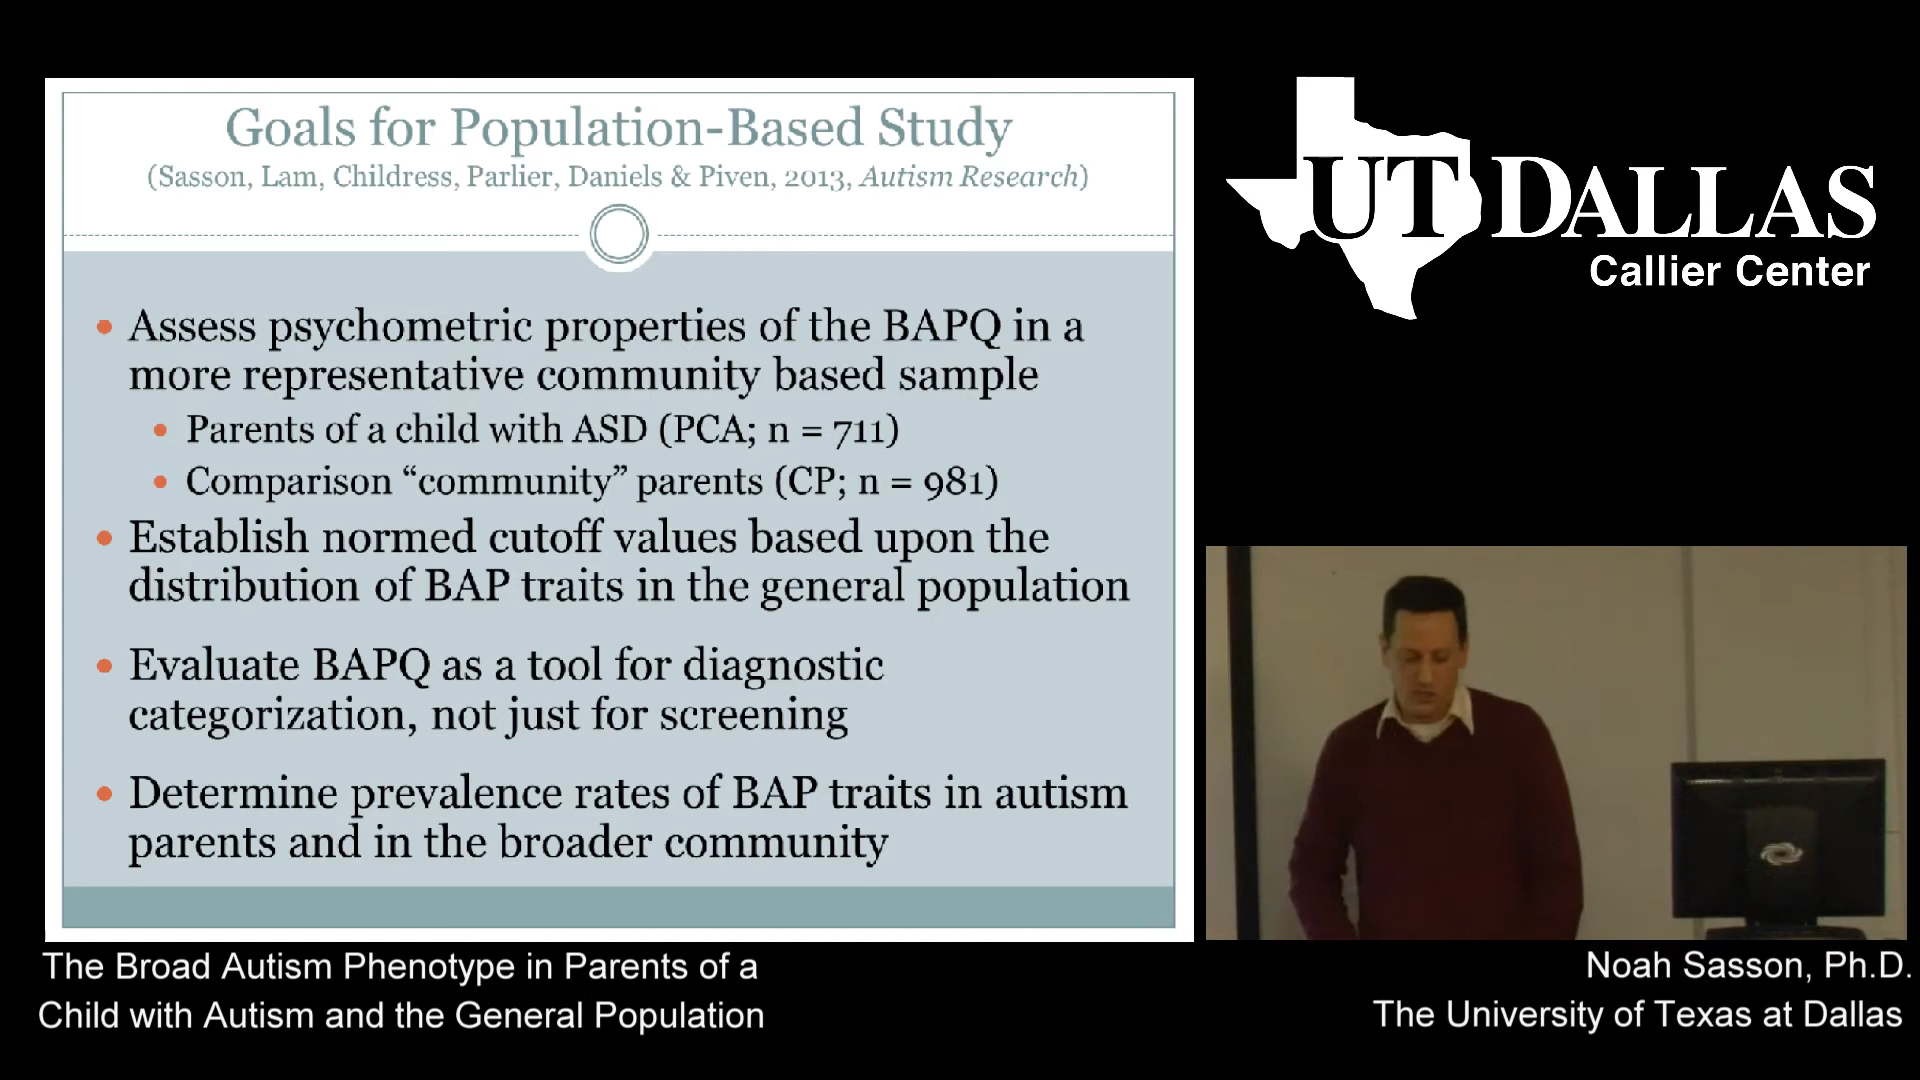 Goals for Population-Based Study
(Sasson, Lam, Childress, Parlier, Daniels & Piven, 2013, Autism Research)
• Assess psychometric properties of the BAPQ in a
more representative community based sample
• Parents of a child with ASD (PCA; n = 711)
• Comparison “community” parents (CP; n = 981)
• Establish normed cutoff values based upon the
distribution of BAP traits in the general population
• Evaluate BAPQ as a tool for diagnostic
categorization, not just for screening
• Determine prevalence rates of BAP traits in autism
parents and in the broader community
UT DALLAS
Callier Center
The Broad Autism Phenotype in Parents of a
Child with Autism and the General Population
Noah Sasson, Ph.D.
The University of Texas at Dallas